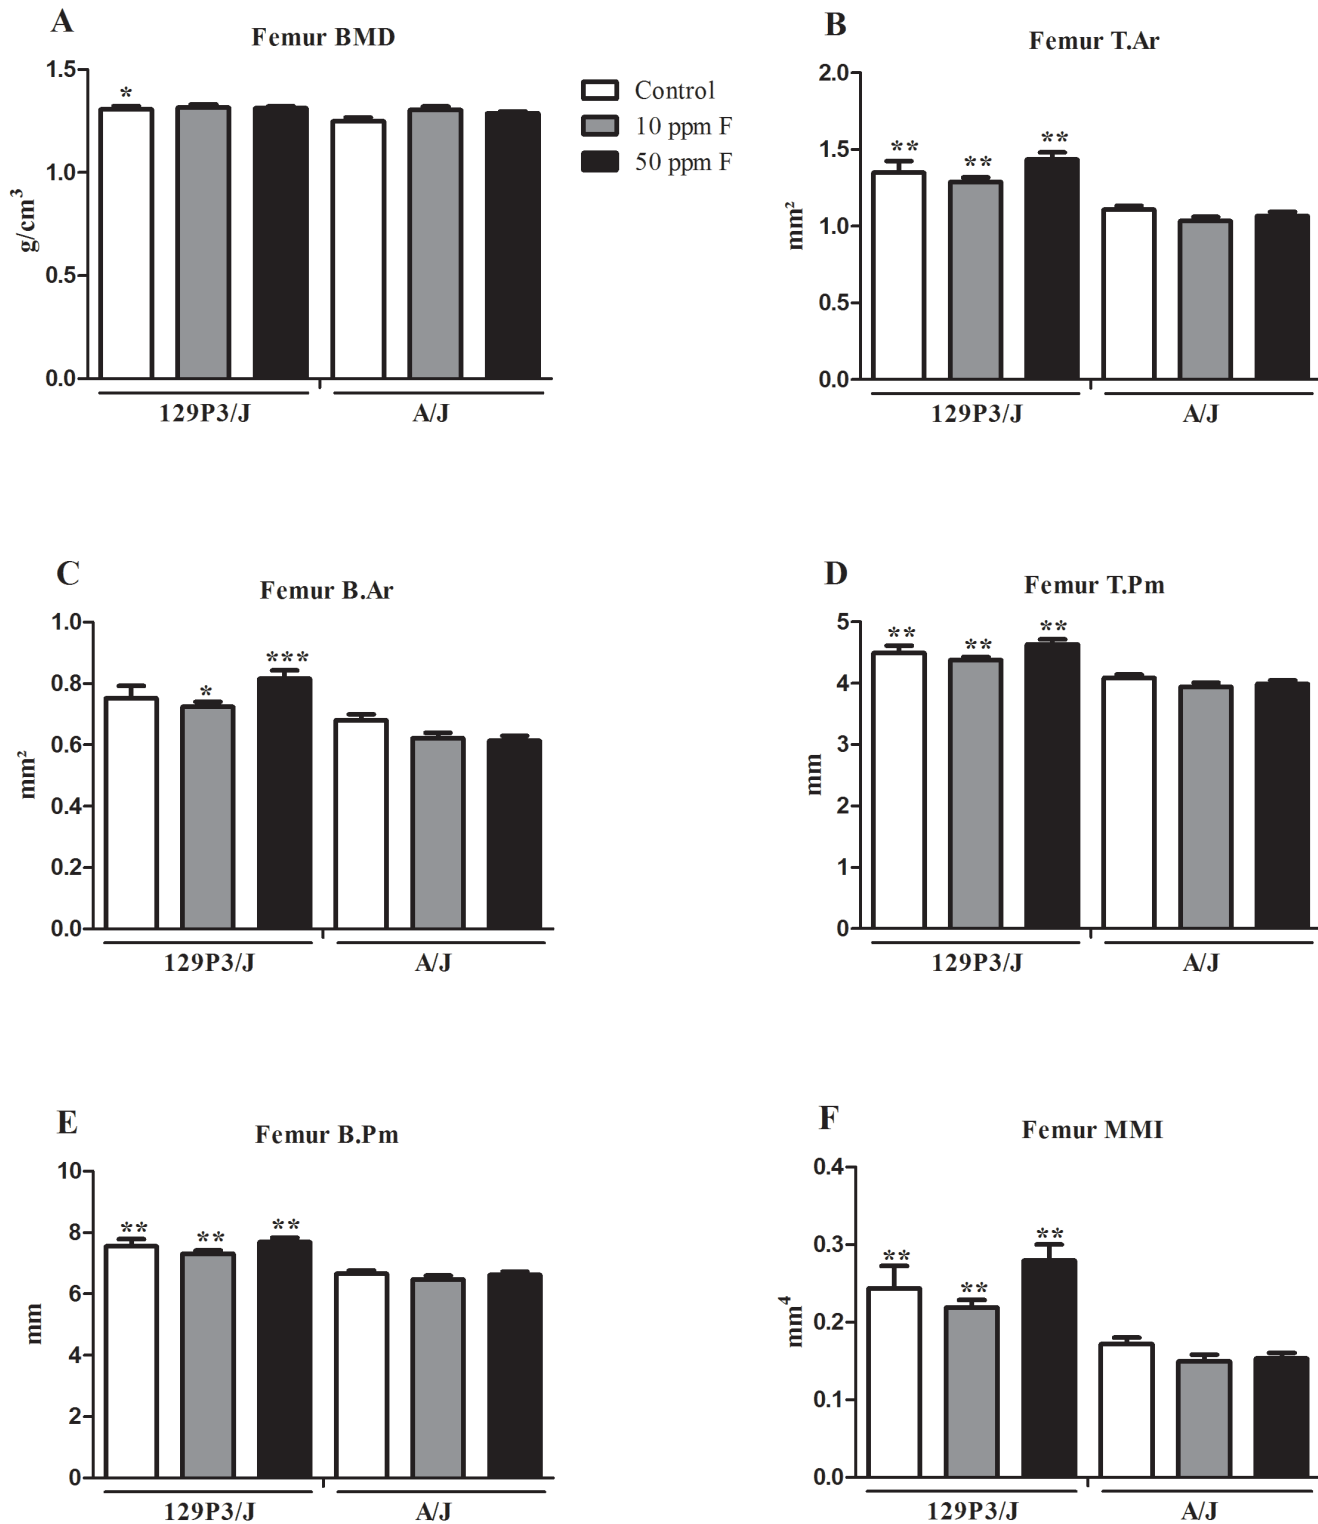 A
Femur BMD
1.5
1.0
0.5
0.0
g/cm³
*
129P3/J
A/J
Control
10 ppm F
50 ppm F
B
Femur T.Ar
2.0
1.5
1.0
0.5
0.0
mm²
** ** **
129P3/J
A/J
C
Femur B.Ar
1.0
0.8
0.6
0.4
0.2
0.0
mm²
* ***
129P3/J
A/J
D
Femur T.Pm
5
4
3
2
1
0
mm
** ** **
129P3/J
A/J
E
Femur B.Pm
10
8
6
4
2
0
mm
** ** **
129P3/J
A/J
F
Femur MMI
0.4
0.3
0.2
0.1
0.0
mm⁴
** ** **
129P3/J
A/J